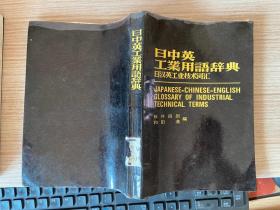 日中英工業用語辞典
日中英
工業用語辞典
日汉英工业技术词汇
JAPANESE-CHINESE-ENGLISH
GLOSSARY OF INDUSTRIAL
TECHNICAL TERMS
编